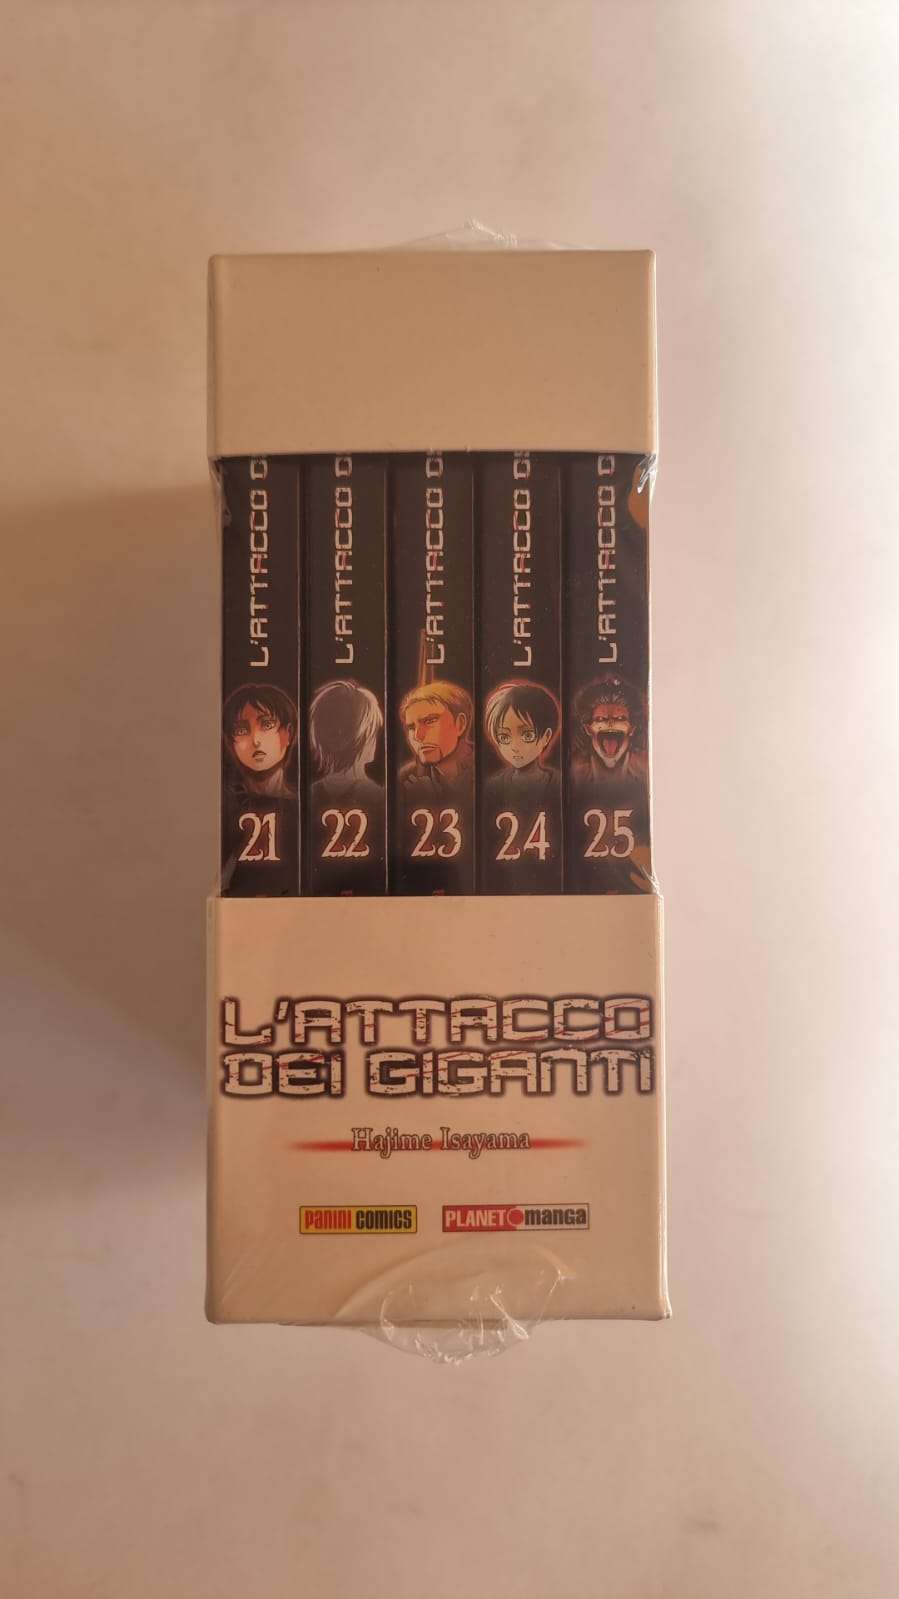 L'ATTACCO D
L'ATTACCO D
L'ATTACCO D
L'ATTACCO D
L'ATTACCO D
21
22
23
24
25
L'ATTACCO
DEI GIGANTI
Hajime Isayama
PANINI COMICS
PLANET manga